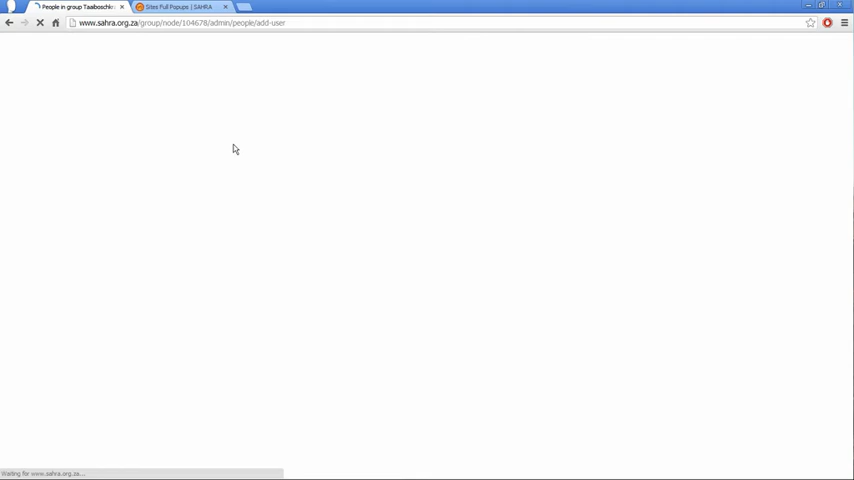 People in group Taaboschk
Sites Full Popups | SAHRA
www.sahra.org.za/group/node/104678/admin/people/add-user
Waiting for www.sahra.org.za...